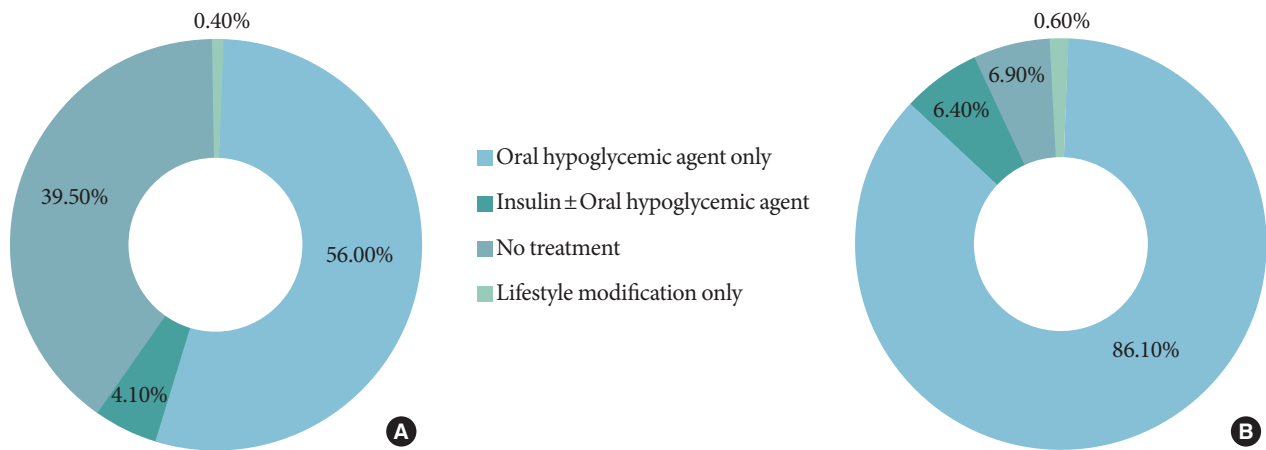 0.40%
39.50%
56.00%
4.10%
A
Oral hypoglycemic agent only
Insulin ± Oral hypoglycemic agent
No treatment
Lifestyle modification only
0.60%
6.90%
6.40%
86.10%
B